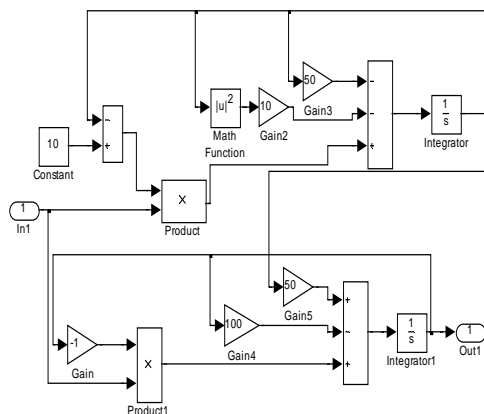 50
-
|u|²
10
-
1
s
Math
Gain2
Gain3
-
+
10
Function
+
Integrator
Constant
X
1
In1
Product
50
+
1
s
-1
100
Gain5
-
1
X
Gain
Gain4
+
Integrator1
Out1
Product1